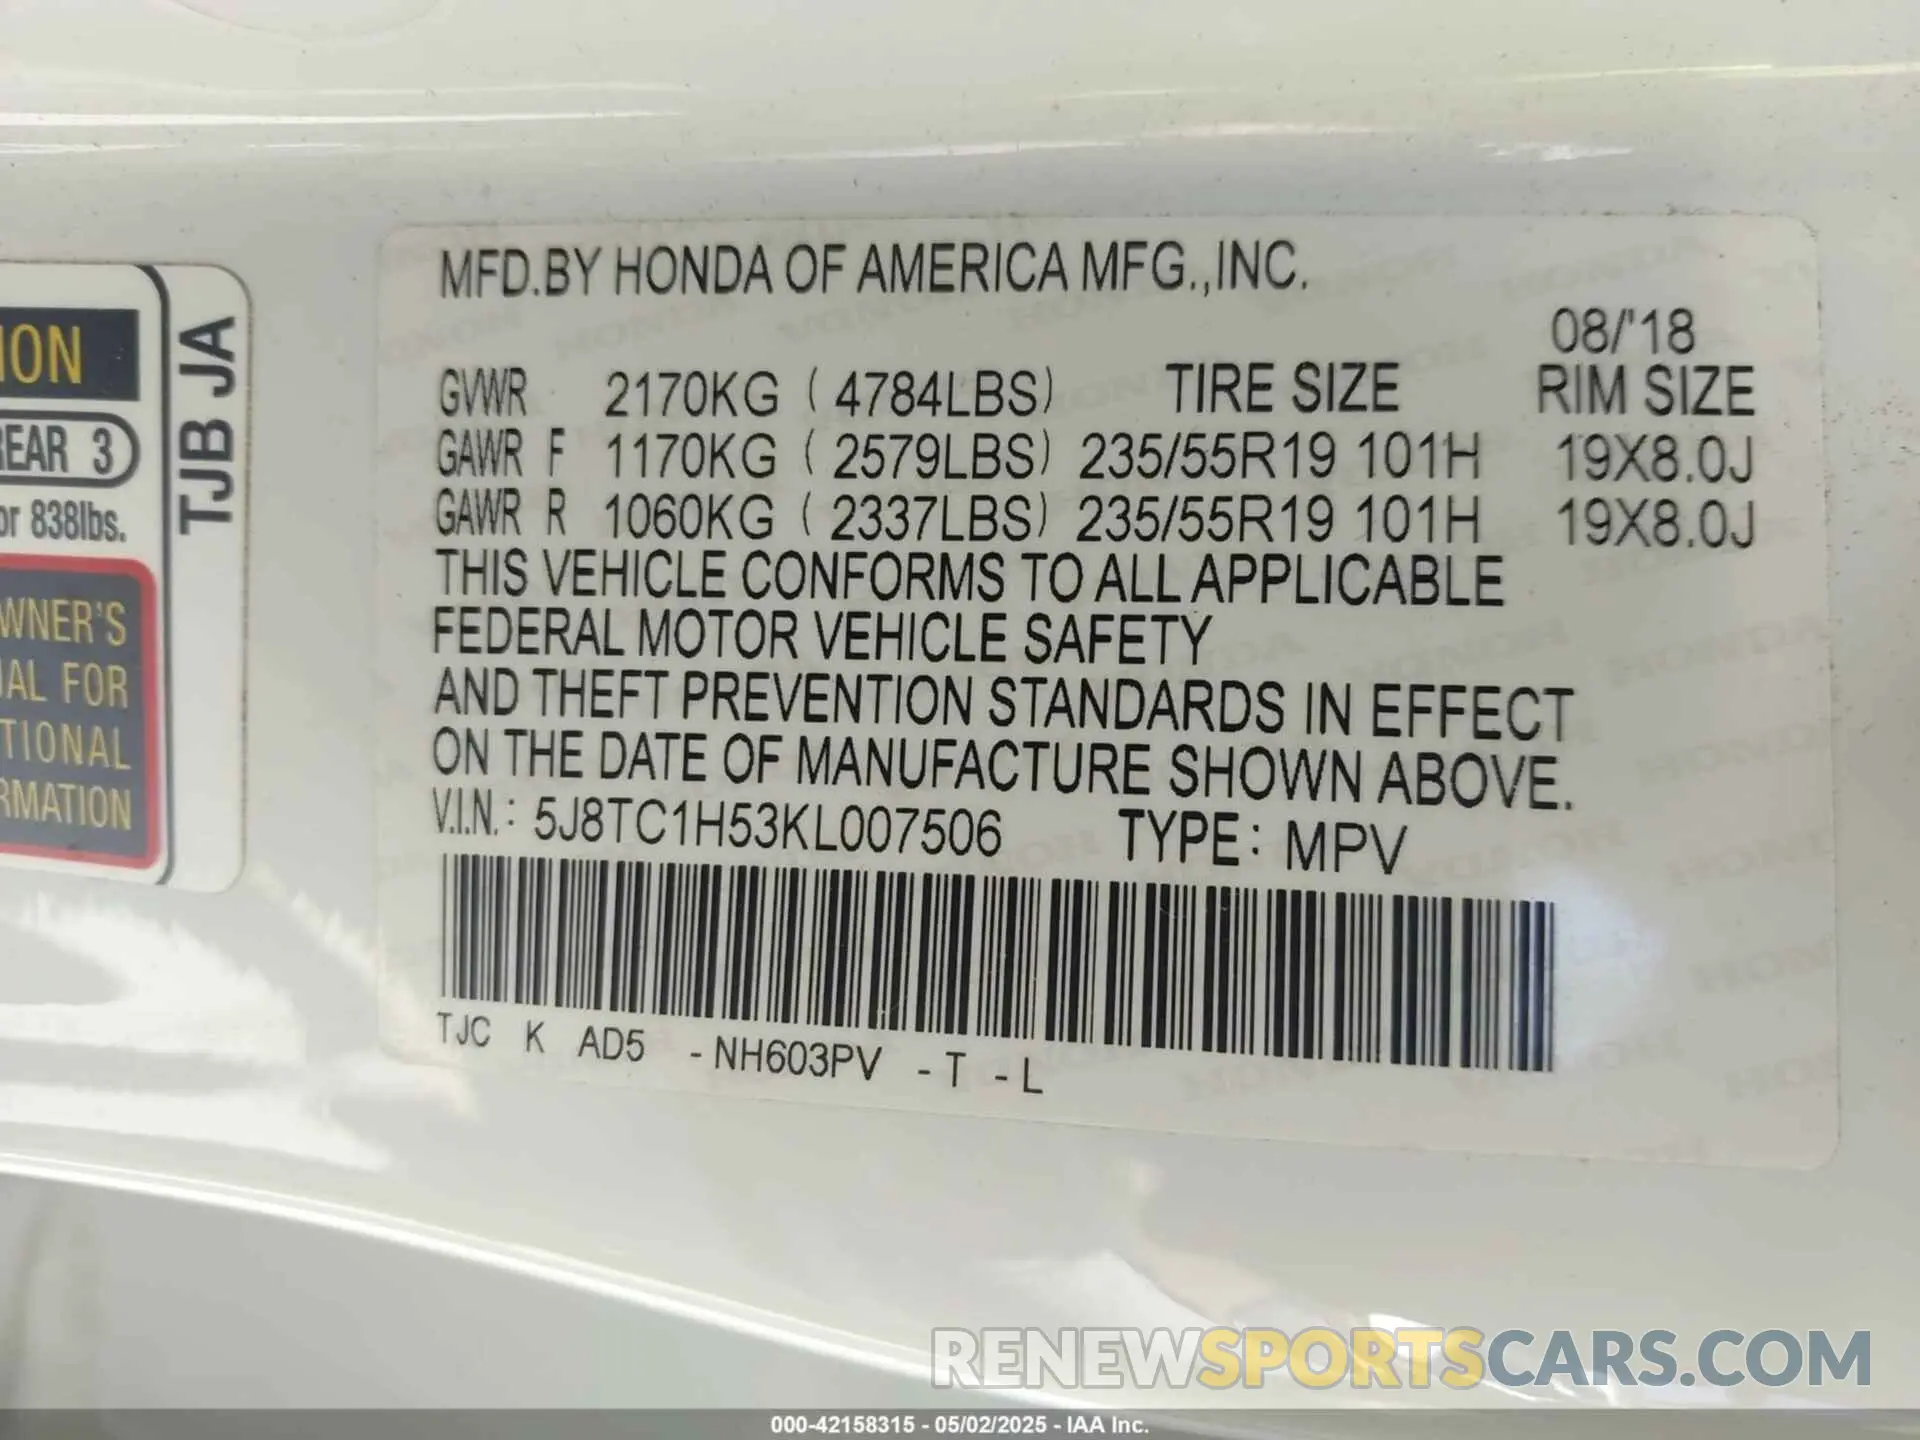 MFD.BY HONDA OF AMERICA MFG.,INC.
08/'18
GVWR 2170KG ( 4784LBS) TIRE SIZE RIM SIZE
GAWR F 1170KG ( 2579LBS) 235/55R19 101H 19X8.0J
GAWR R 1060KG ( 2337LBS) 235/55R19 101H 19X8.0J
THIS VEHICLE CONFORMS TO ALL APPLICABLE
FEDERAL MOTOR VEHICLE SAFETY
AND THEFT PREVENTION STANDARDS IN EFFECT
ON THE DATE OF MANUFACTURE SHOWN ABOVE.
V.I.N.: 5J8TC1H53KL007506 TYPE: MPV
TJC K AD5 -NH603PV -T -L
ION
REAR 3
or 838lbs.
WNER'S
UAL FOR
TIONAL
RMATION
TJB JA
RENEWSPORTSCARS.COM
000-42158315 - 05/02/2025 - IAA Inc.